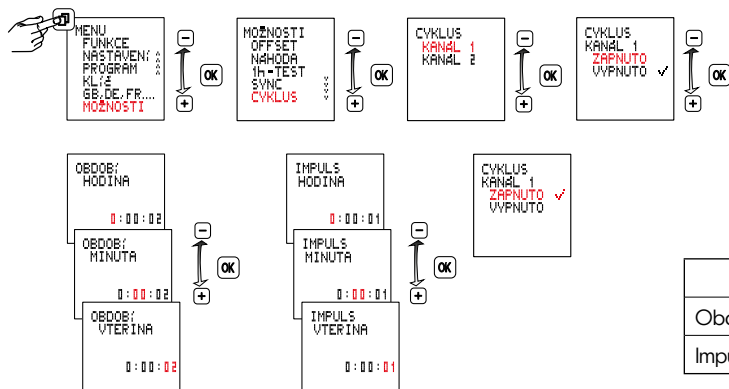 MENU
FUNKCE
NASTAVENÍ
PROGRAM
KLÍČ
GB,DE,FR....
MOŽNOSTI
−
OK
+
MOŽNOSTI
OFFSET
NÁHODA
1h-TEST
SYNC
CYKLUS
−
OK
+
CYKLUS
KANÁL 1
KANÁL 2
−
OK
+
CYKLUS
KANÁL 1
ZAPNUTO
VYPNUTO ✓
−
OK
+
OBDOBÍ
HODINA
0:00:02
OBDOBÍ
MINUTA
0:00:02
OBDOBÍ
VTERINA
0:00:02
−
OK
+
IMPULS
HODINA
0:00:01
IMPULS
MINUTA
0:00:01
IMPULS
VTERINA
0:00:01
−
OK
+
CYKLUS
KANÁL 1
ZAPNUTO ✓
VYPNUTO